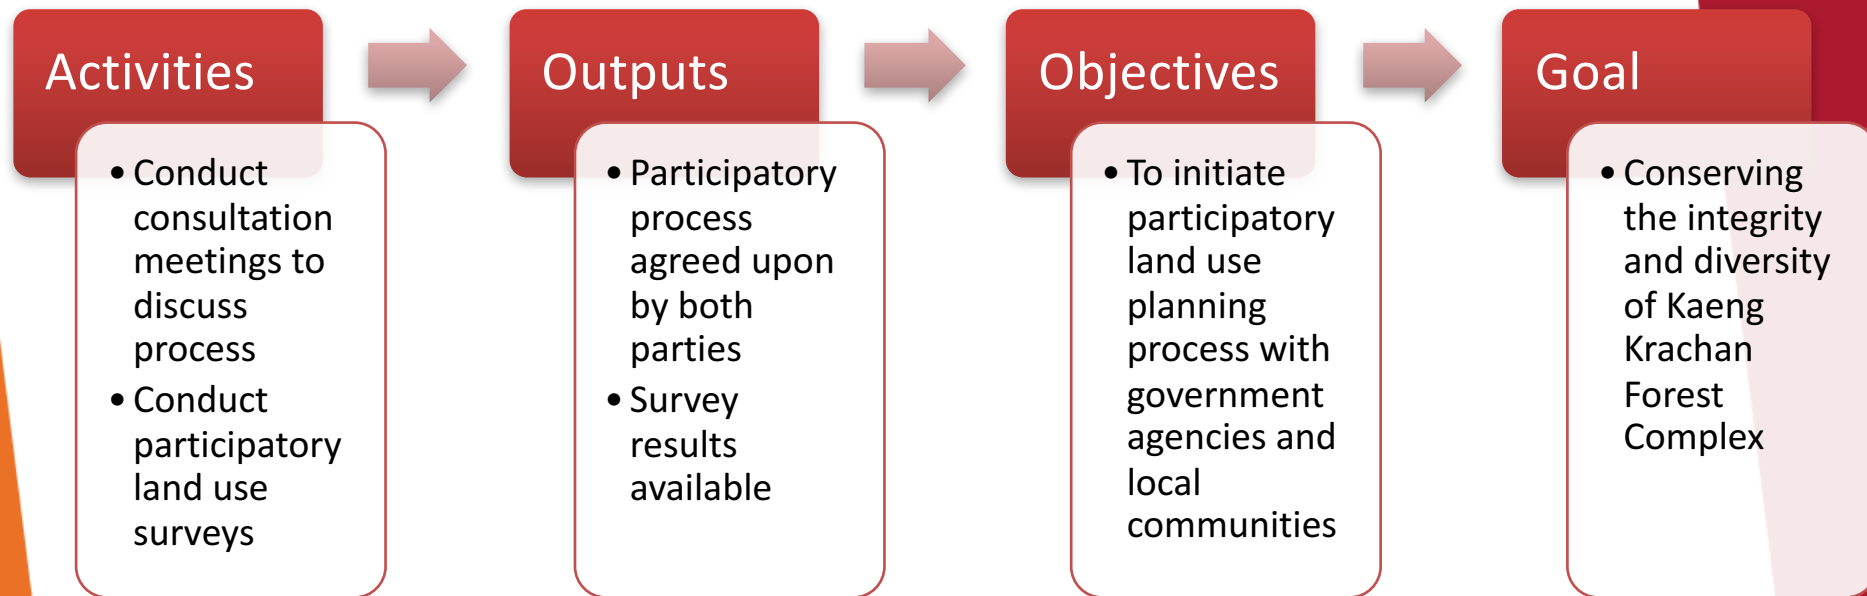 Activities
• Conduct
consultation
meetings to
discuss
process
• Conduct
participatory
land use
surveys
Outputs
• Participatory
process
agreed upon
by both
parties
• Survey
results
available
Objectives
• To initiate
participatory
land use
planning
process with
government
agencies and
local
communities
Goal
• Conserving
the integrity
and diversity
of Kaeng
Krachan
Forest
Complex